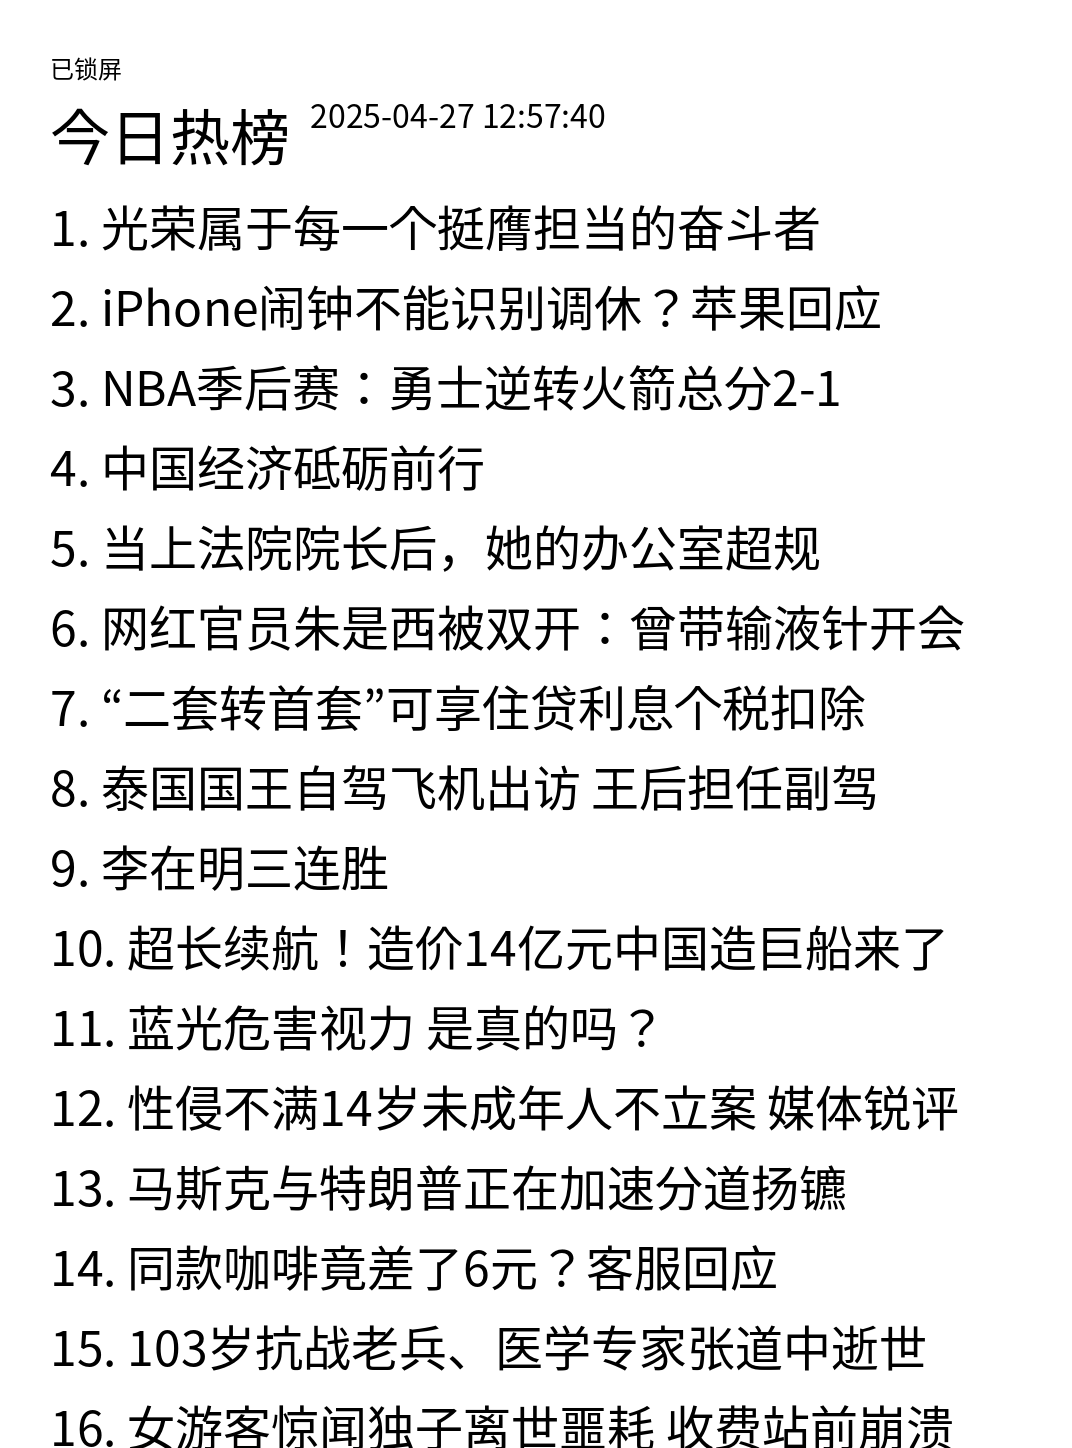 已锁屏
今日热榜 2025-04-27 12:57:40
1. 光荣属于每一个挺膺担当的奋斗者
2. iPhone闹钟不能识别调休？苹果回应
3. NBA季后赛：勇士逆转火箭总分2-1
4. 中国经济砥砺前行
5. 当上法院院长后，她的办公室超规
6. 网红官员朱是西被双开：曾带输液针开会
7. “二套转首套”可享住贷利息个税扣除
8. 泰国国王自驾飞机出访 王后担任副驾
9. 李在明三连胜
10. 超长续航！造价14亿元中国造巨船来了
11. 蓝光危害视力 是真的吗？
12. 性侵不满14岁未成年人不立案 媒体锐评
13. 马斯克与特朗普正在加速分道扬镳
14. 同款咖啡竟差了6元？客服回应
15. 103岁抗战老兵、医学专家张道中逝世
16. 女游客惊闻独子离世噩耗 收费站前崩溃